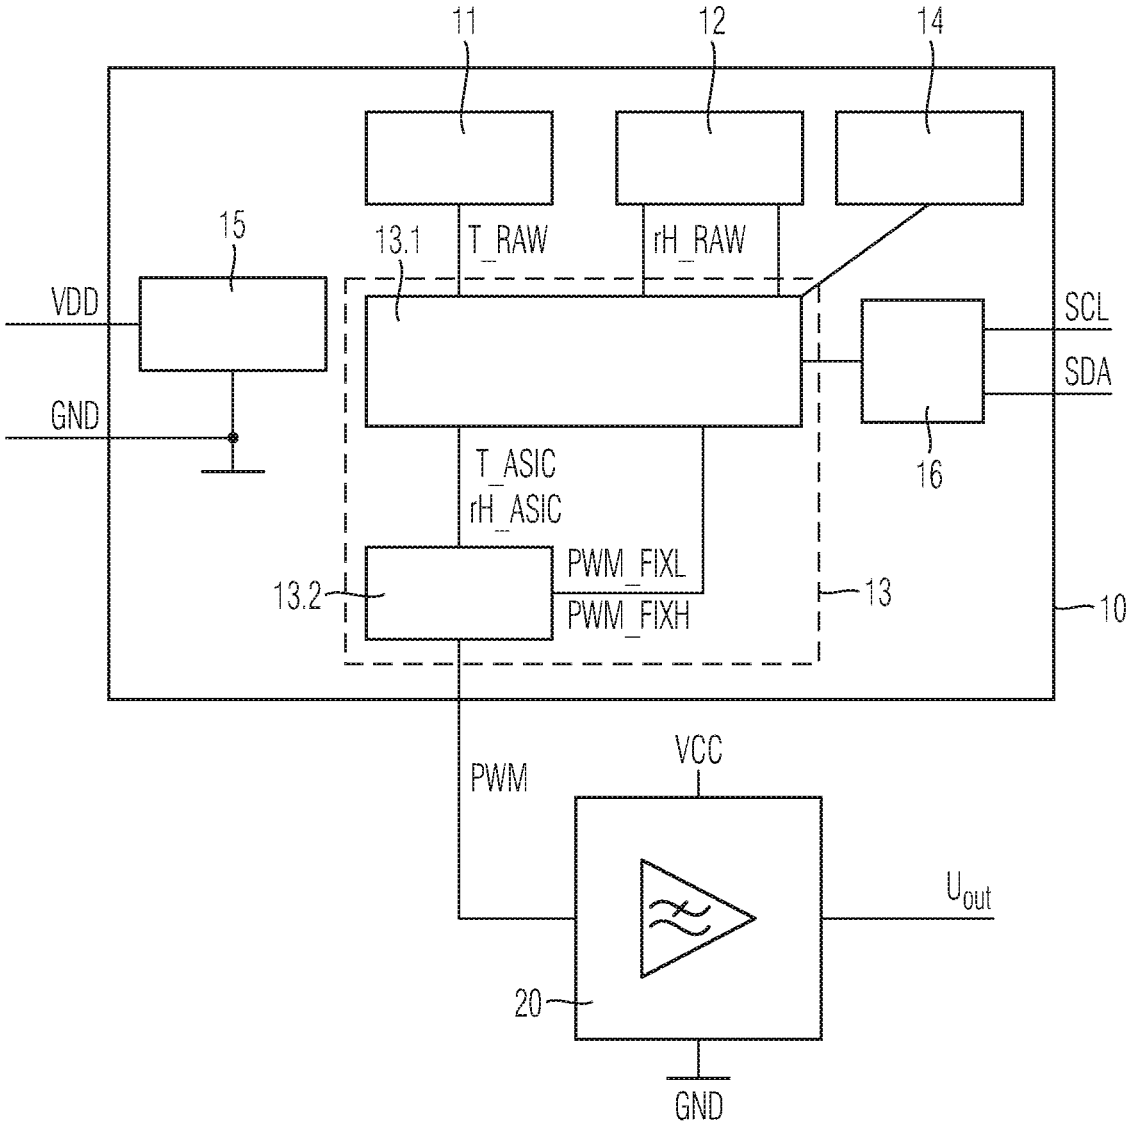 11
12
14
15
13.1
T_RAW
rH_RAW
VDD
SCL
GND
SDA
16
T_ASIC
rH_ASIC
PWM_FIXL
13.2
13
PWM_FIXH
10
VCC
PWM
Uout
20
GND